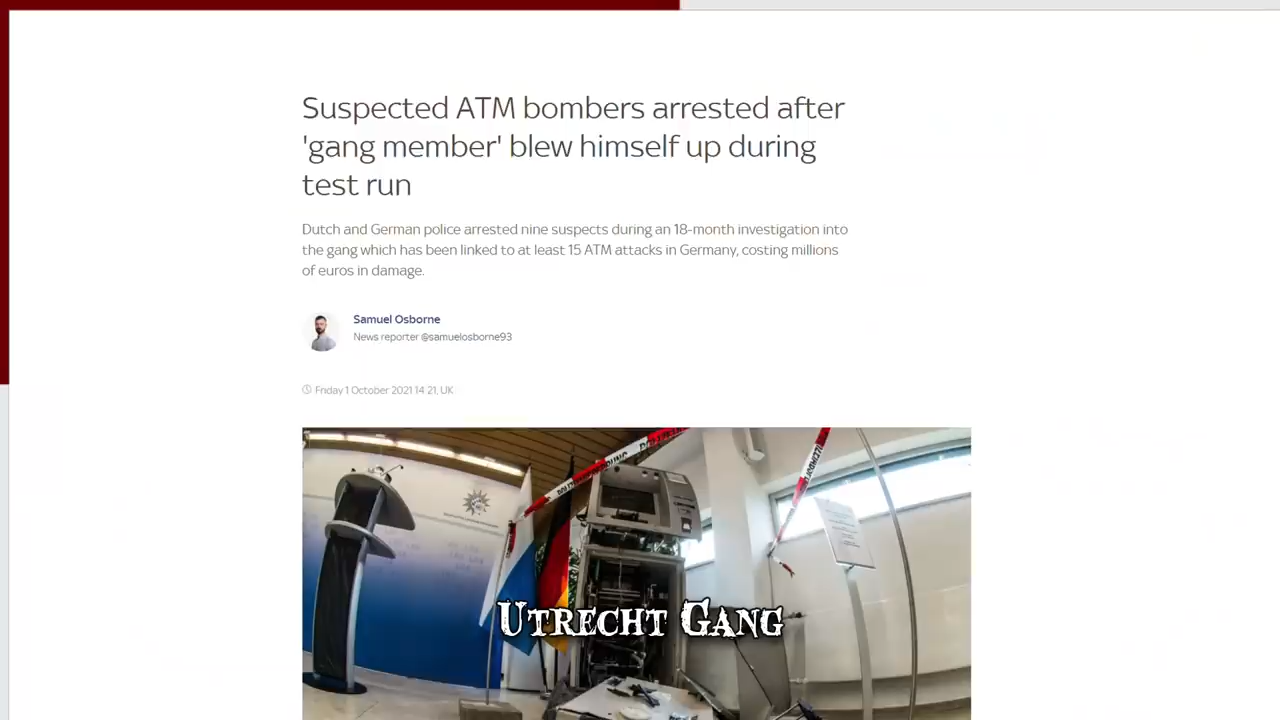 Suspected ATM bombers arrested after
'gang member' blew himself up during
test run
Dutch and German police arrested nine suspects during an 18-month investigation into
the gang which has been linked to at least 15 ATM attacks in Germany, costing millions
of euros in damage.
Samuel Osborne
News reporter @samuelosborne93
Friday 1 October 2021 14:21, UK
Utrecht Gang